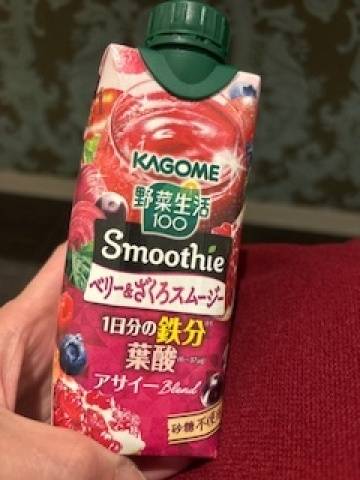 KAGOME
野菜生活
100
Smoothie
ベリー&ざくろスムージー
1日分の鉄分
葉酸
アサイーBlend
砂糖不使用